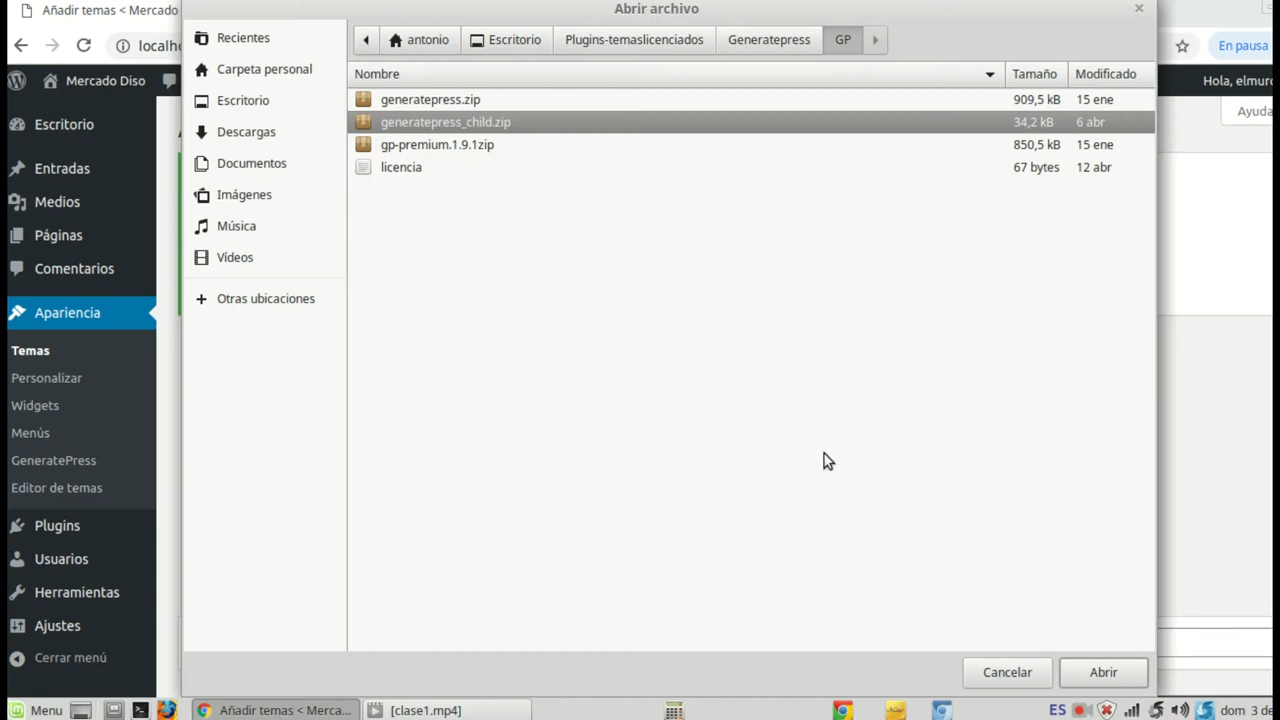 Añadir temas < Mercado
Abrir archivo
localh
En pausa
Mercado Diso
Hola, elmuro
Ayuda
Escritorio
Entradas
Medios
Páginas
Comentarios
Apariencia
Temas
Personalizar
Widgets
Menús
GeneratePress
Editor de temas
Plugins
Usuarios
Herramientas
Ajustes
Cerrar menú
Recientes
Carpeta personal
Escritorio
Descargas
Documentos
Imágenes
Música
Vídeos
Otras ubicaciones
antonio Escritorio Plugins-temaslicenciados Generatepress GP
Nombre Tamaño Modificado
generatepress.zip 909,5 kB 15 ene
generatepress_child.zip 34,2 kB 6 abr
gp-premium.1.9.1zip 850,5 kB 15 ene
licencia 67 bytes 12 abr
Cancelar Abrir
Menu Añadir temas < Merca... [clase1.mp4] ES dom 3 de